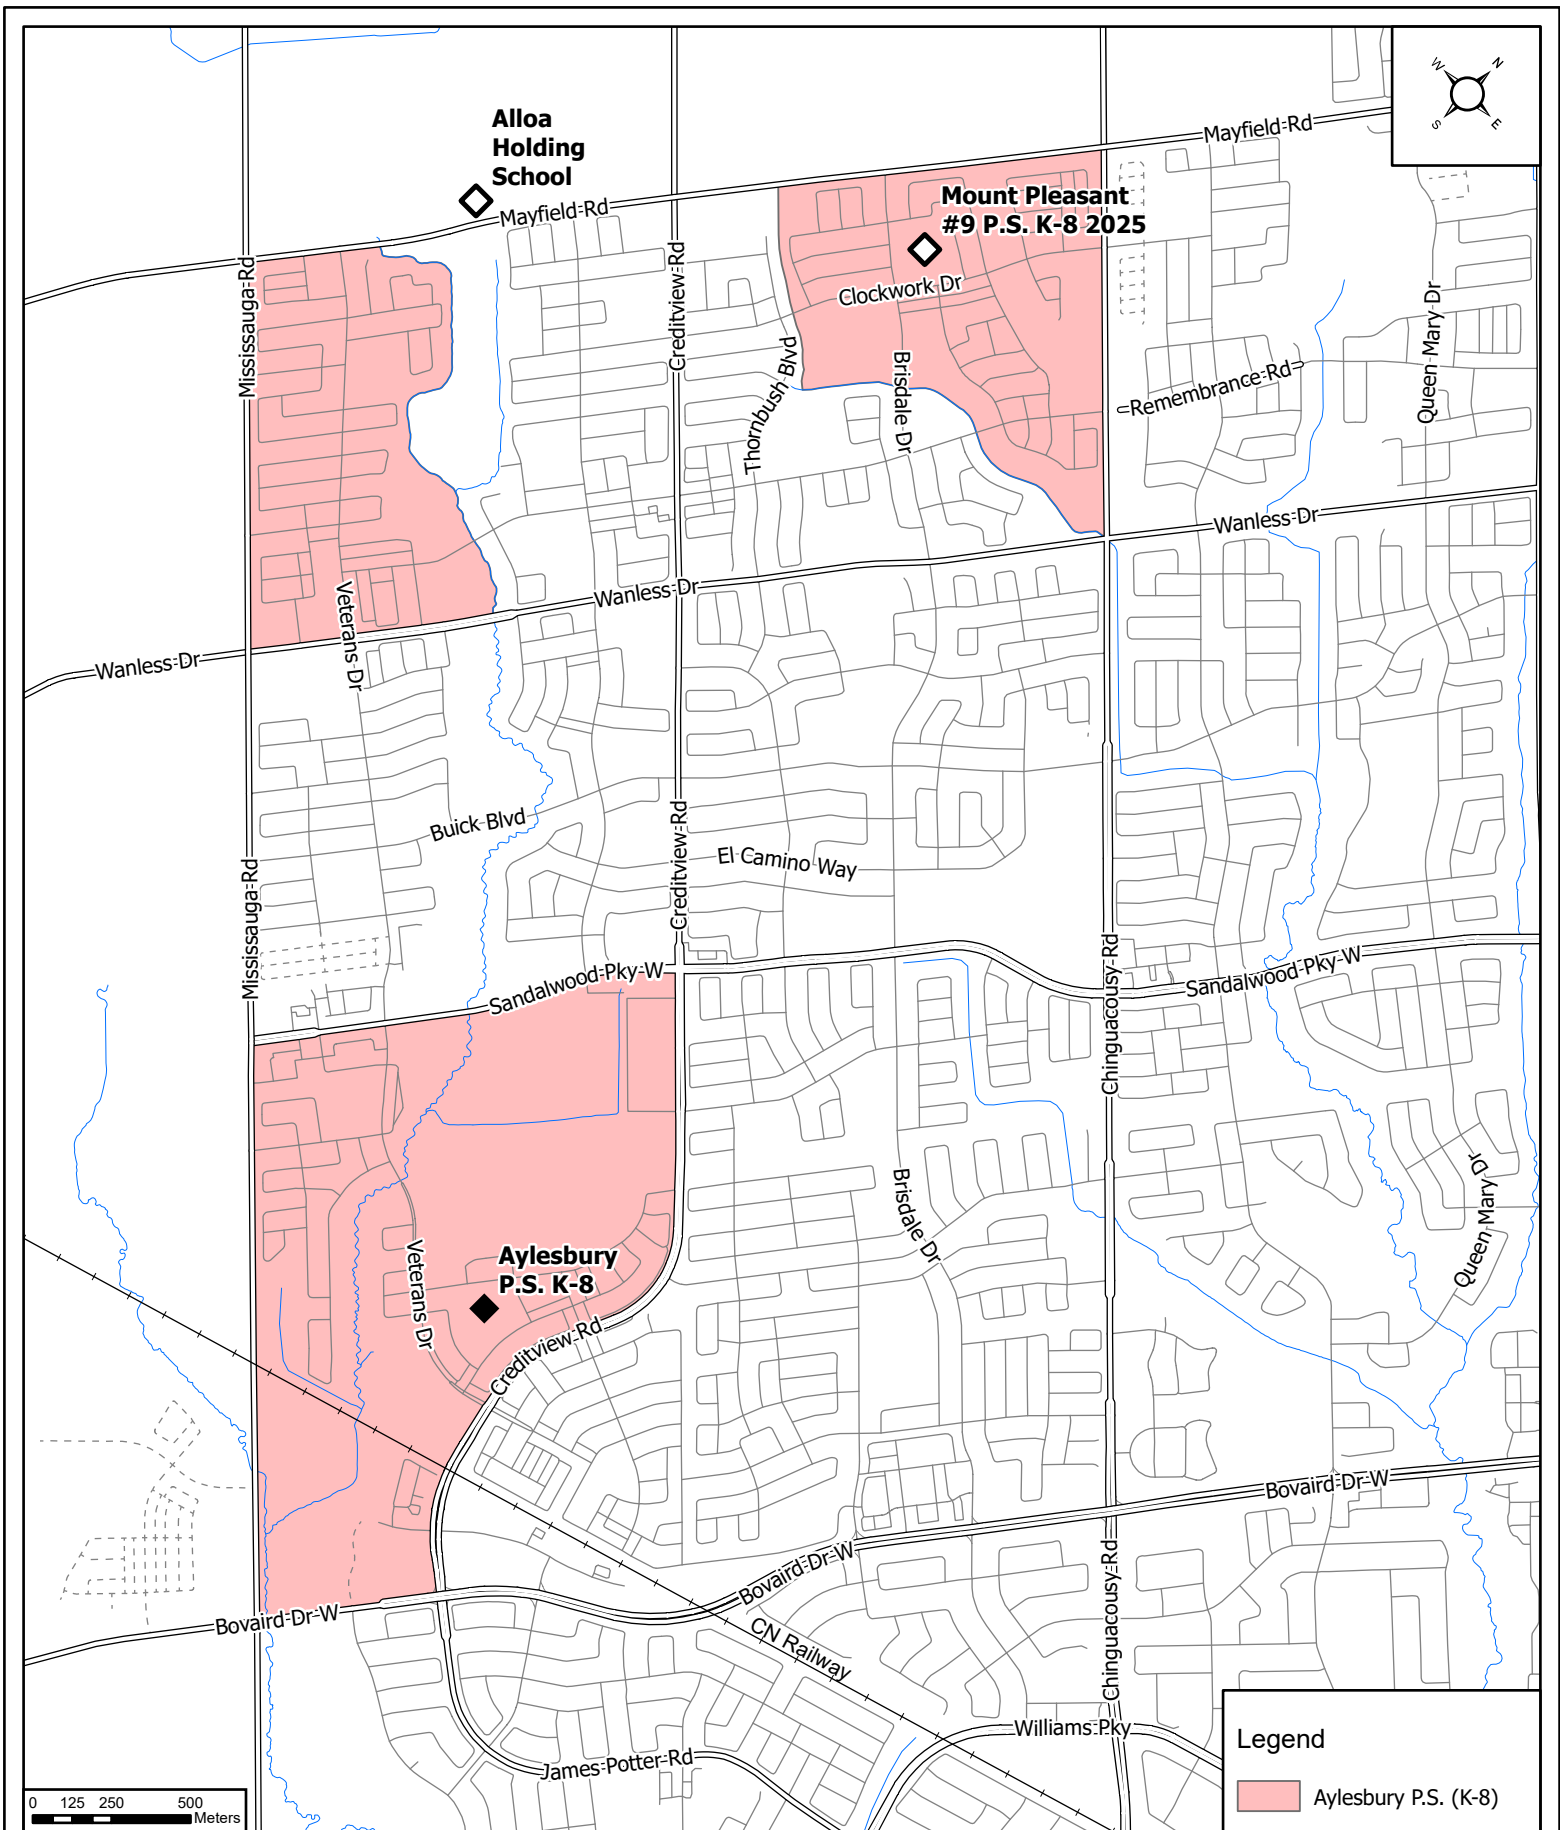 W
N
S
E
Alloa
Holding
School
Mayfield Rd
Mayfield Rd
Mount Pleasant
#9 P.S. K-8 2025
Clockwork Dr
Mississauga Rd
Creditview Rd
Thornbush Blvd
Brisdale Dr
Remembrance Rd
Queen Mary Dr
Wanless Dr
Wanless Dr
Wanless Dr
Veterans Dr
Buick Blvd
El Camino Way
Mississauga Rd
Creditview Rd
Sandalwood Pky W
Sandalwood Pky W
Chinguacousy Rd
Brisdale Dr
Queen Mary Dr
Veterans Dr
Aylesbury
P.S. K-8
Creditview Rd
Bovaird Dr W
Bovaird Dr W
Bovaird Dr W
CN Railway
Chinguacousy Rd
Williams Pky
James Potter Rd
0 125 250 500
Meters
Legend
Aylesbury P.S. (K-8)